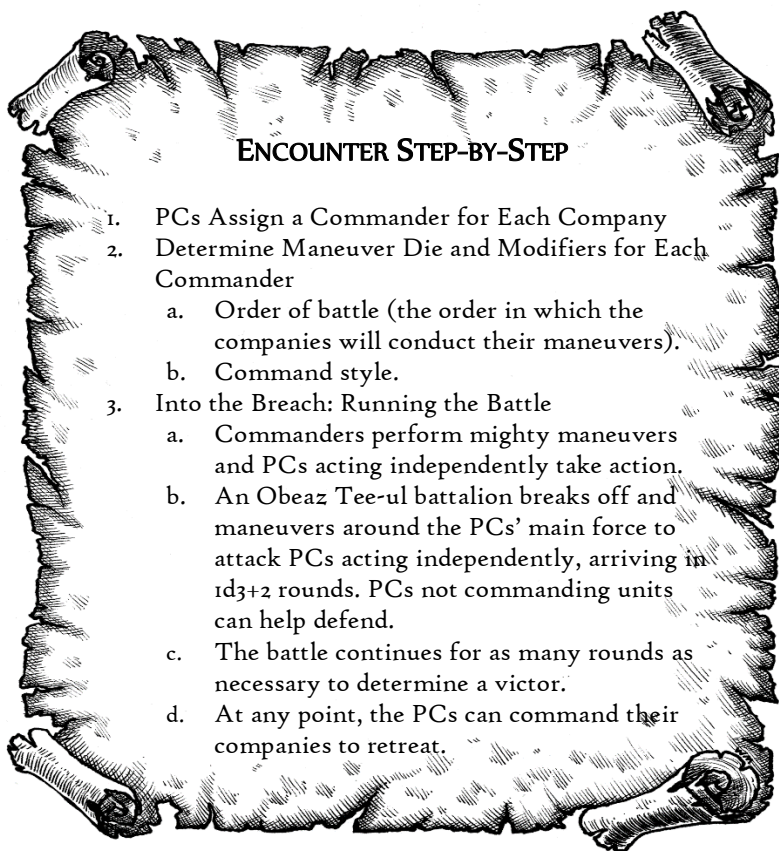 ENCOUNTER STEP-BY-STEP
1. PCs Assign a Commander for Each Company
2. Determine Maneuver Die and Modifiers for Each
Commander
a. Order of battle (the order in which the
companies will conduct their maneuvers).
b. Command style.
3. Into the Breach: Running the Battle
a. Commanders perform mighty maneuvers
and PCs acting independently take action.
b. An Obeaz Tee-ul battalion breaks off and
maneuvers around the PCs' main force to
attack PCs acting independently, arriving in
1d3+2 rounds. PCs not commanding units
can help defend.
c. The battle continues for as many rounds as
necessary to determine a victor.
d. At any point, the PCs can command their
companies to retreat.